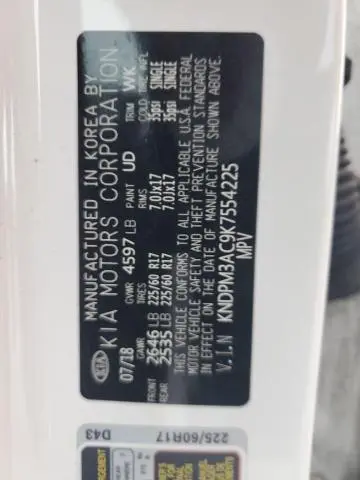 MANUFACTURED IN KOREA BY
KIA MOTORS CORPORATION
07/18 GVWR 4597 LB PAINT UD TRIM WK
GAWR TIRES RIMS COLD TIRE INFL
FRONT 2646 LB 225/60 R17 7.0Jx17 35psi SINGLE
REAR 2535 LB 225/60 R17 7.0Jx17 35psi SINGLE
THIS VEHICLE CONFORMS TO ALL APPLICABLE U.S.A. FEDERAL
MOTOR VEHICLE SAFETY AND THEFT PREVENTION STANDARDS
IN EFFECT ON THE DATE OF MANUFACTURE SHOWN ABOVE.
V.I.N KNDPM3AC9K7554225
MPV
KIA
D43 225/60R17